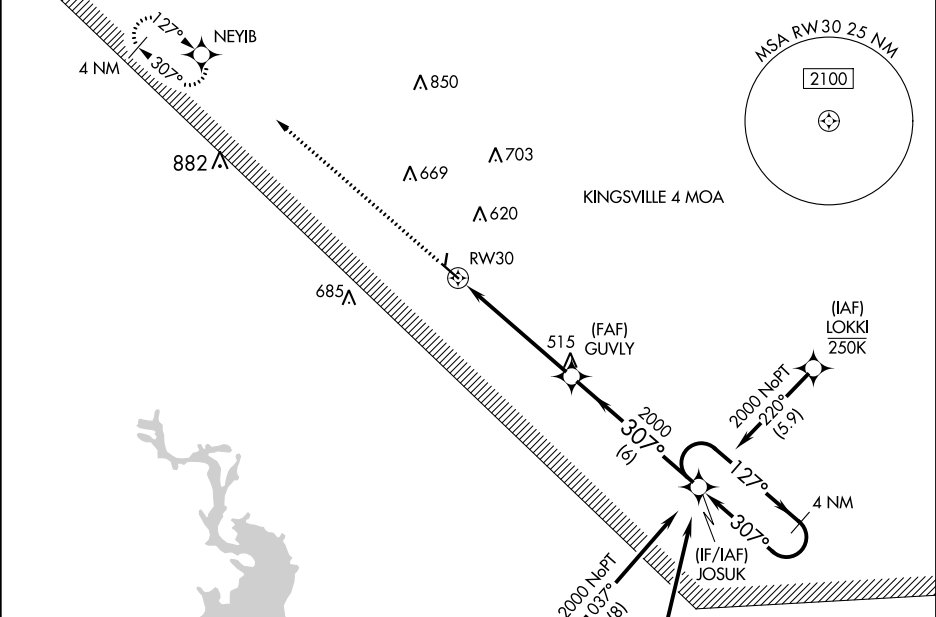 127°
NEYIB
4 NM
307°
MSA RW30 25 NM
2100
850
882
703
669
KINGSVILLE 4 MOA
620
RW30
685
(IAF)
LOKKI
250K
515
(FAF)
GUVLY
2000 NoPT
220°
(5.9)
2000
307°
(6)
127°
4 NM
307°
(IF/IAF)
JOSUK
2000 NoPT
037°
(8)